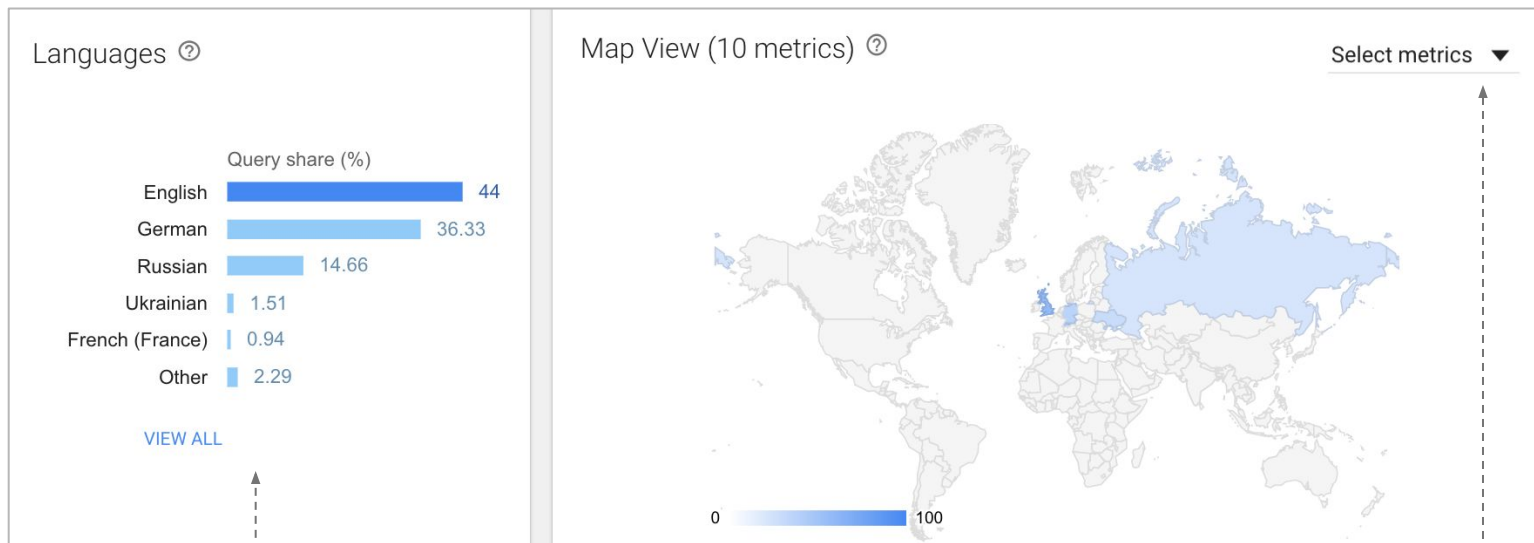 Languages
Query share (%)
English 44
German 36.33
Russian 14.66
Ukrainian 1.51
French (France) 0.94
Other 2.29
VIEW ALL
Map View (10 metrics)
Select metrics
0 100